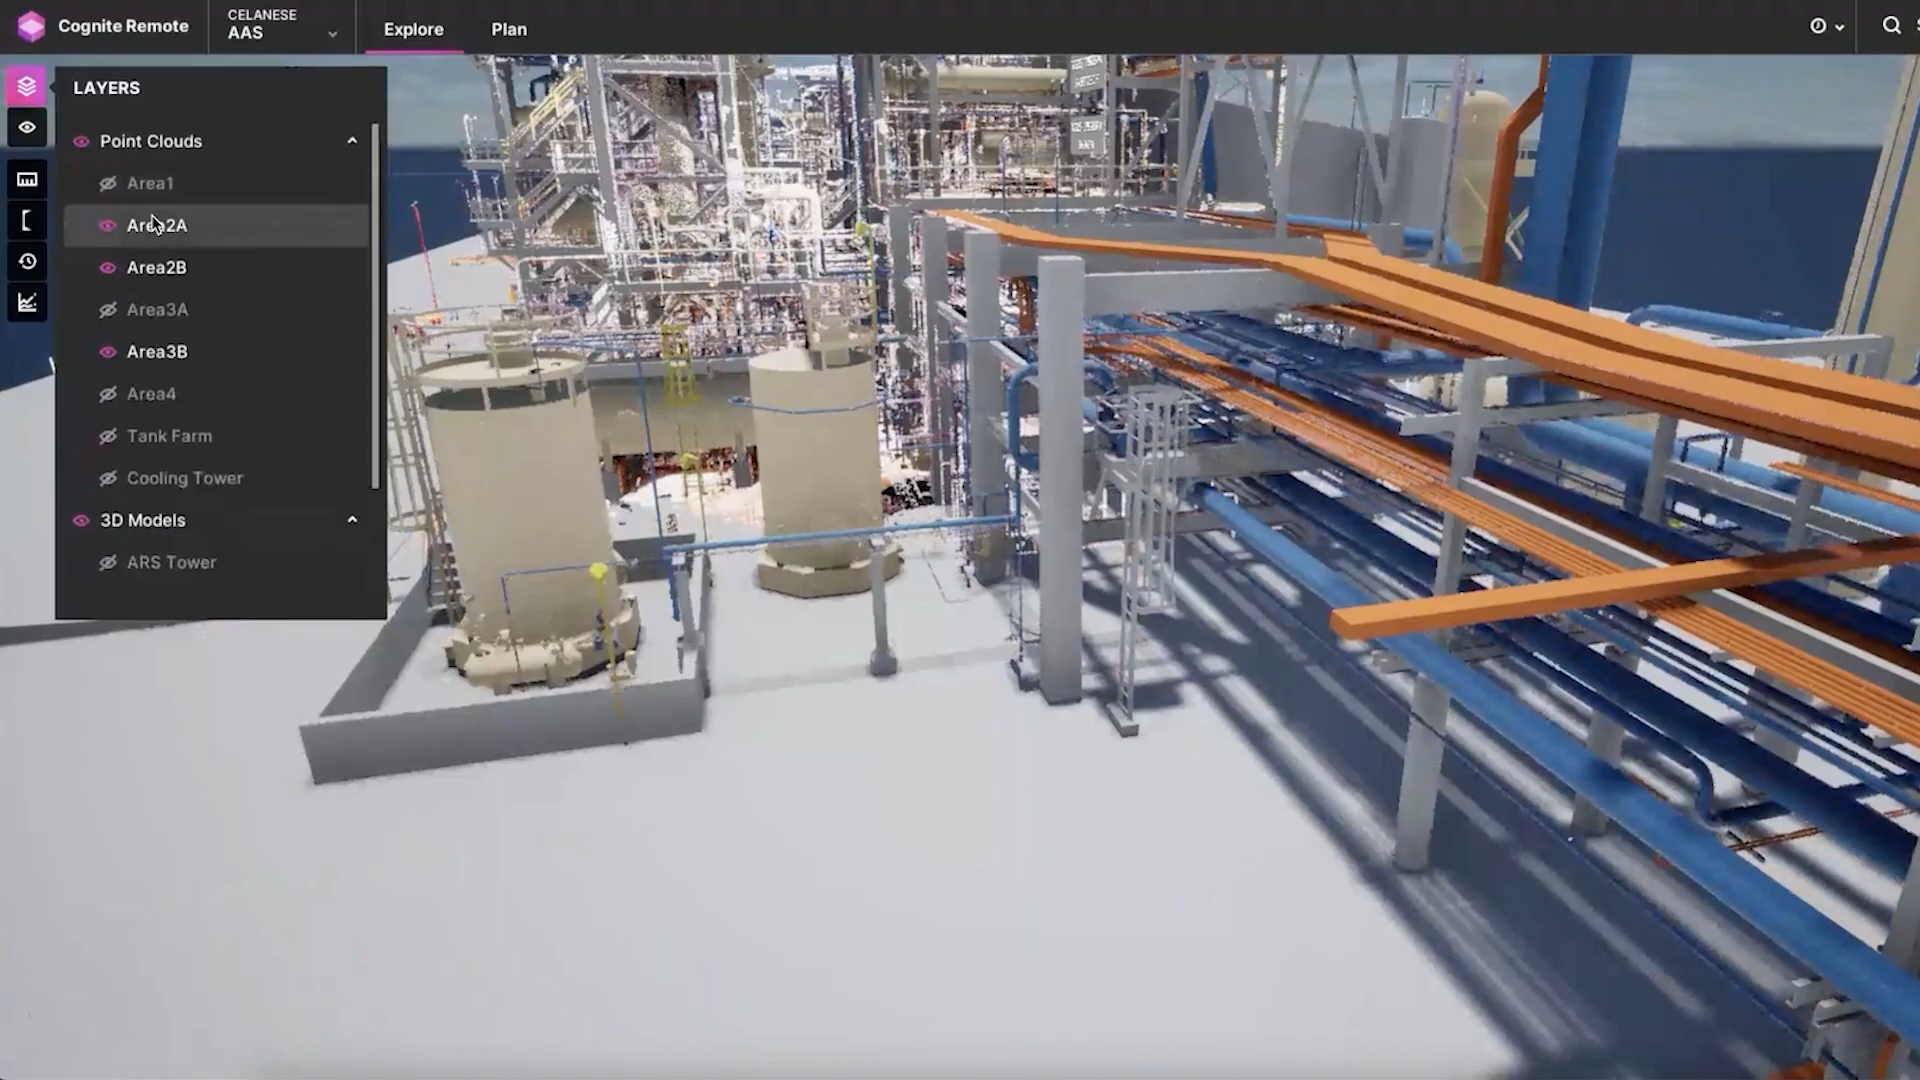 Cognite Remote
CELANESE
AAS
Explore
Plan
LAYERS
Point Clouds
Area1
Area2A
Area2B
Area3A
Area3B
Area4
Tank Farm
Cooling Tower
3D Models
ARS Tower